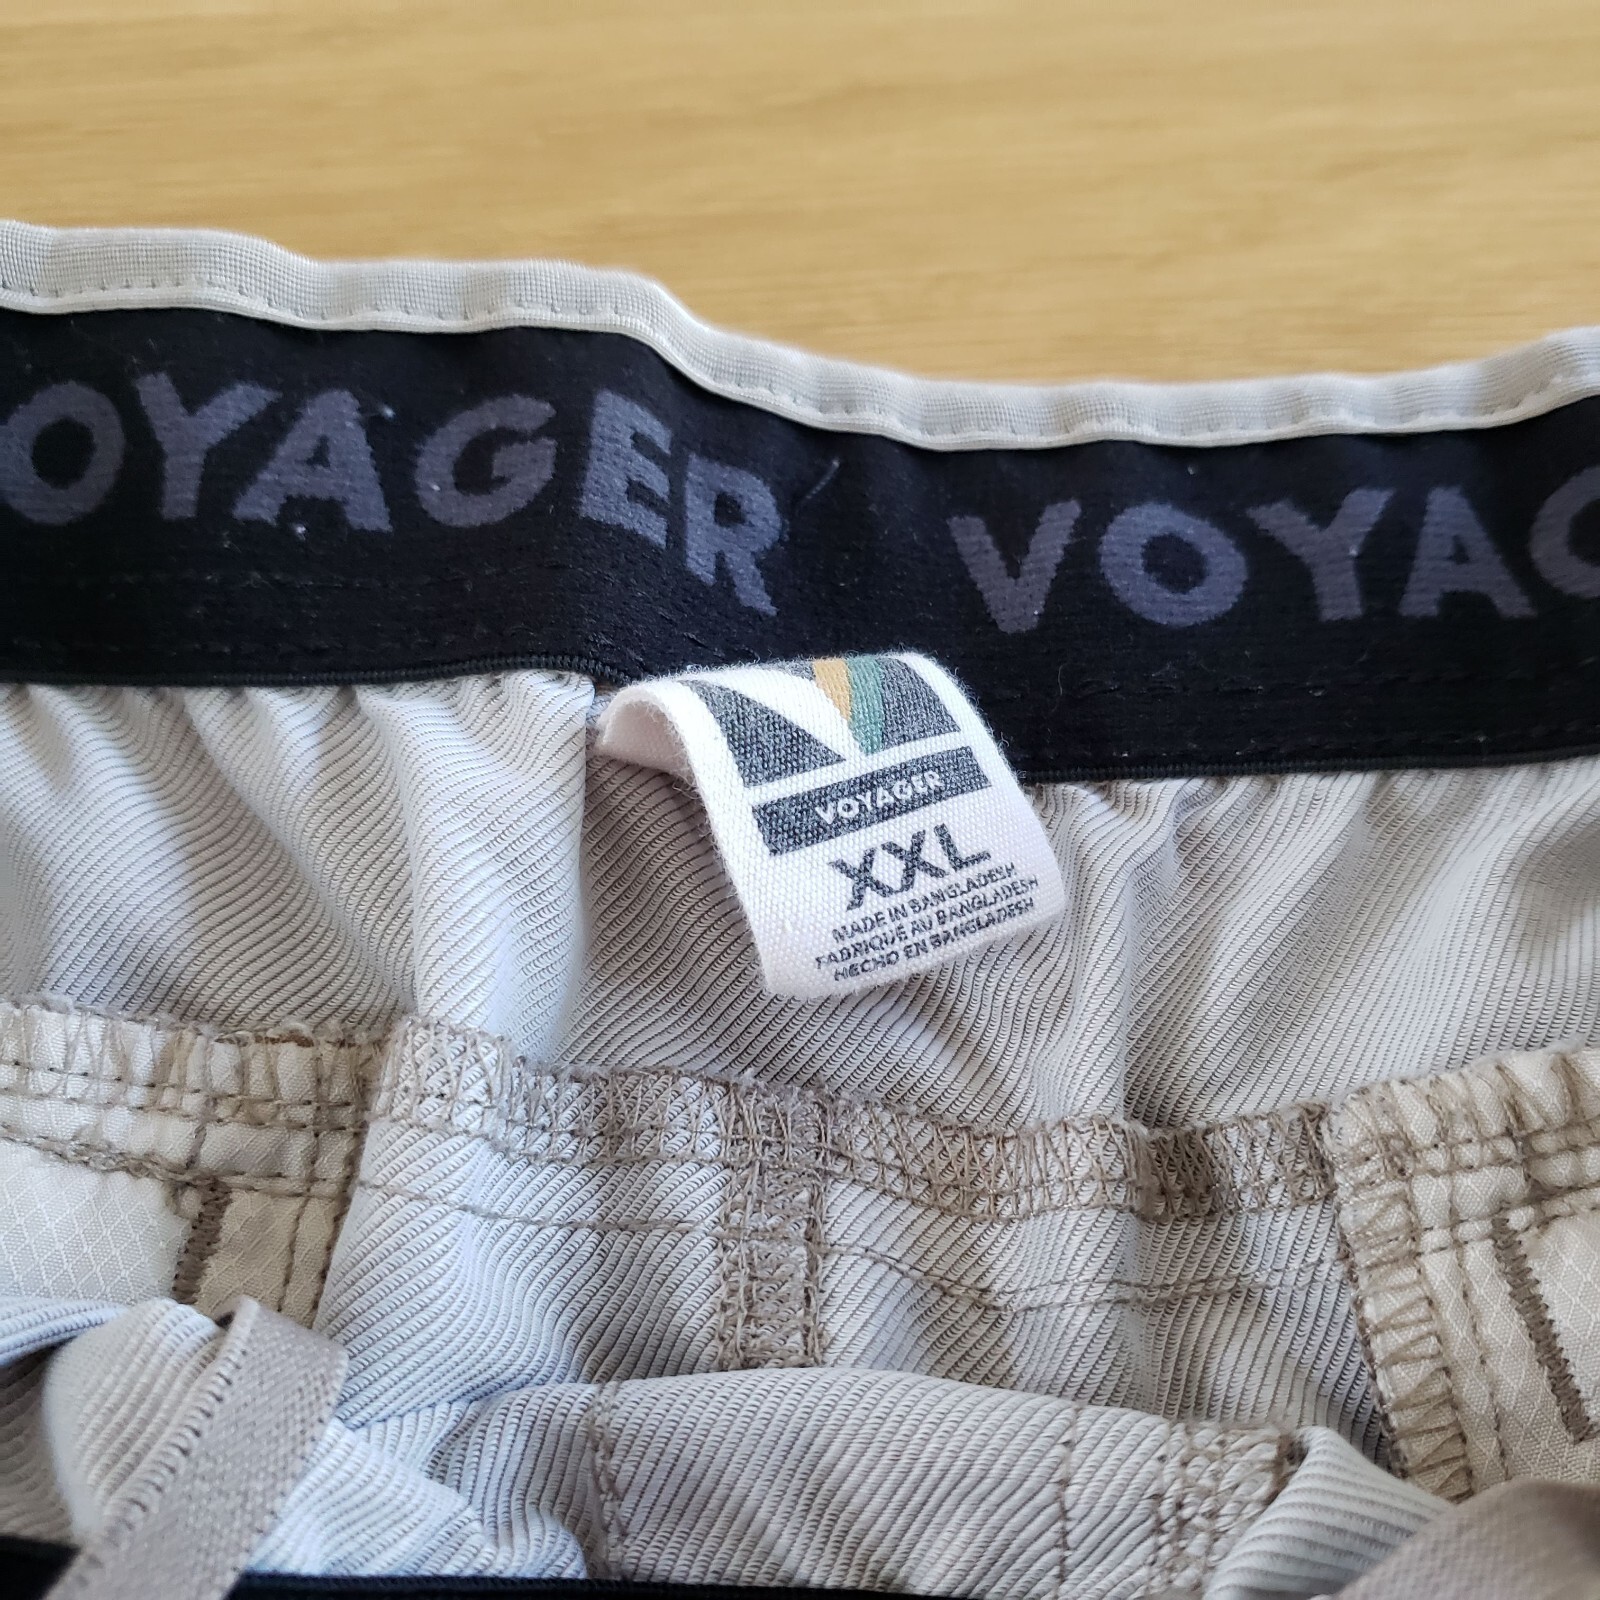 OYAGER VOYAG
VOYAGER
XXL
MADE IN BANGLADESH
FABRIQUE AU BANGLADESH
HECHO EN BANGLADESH